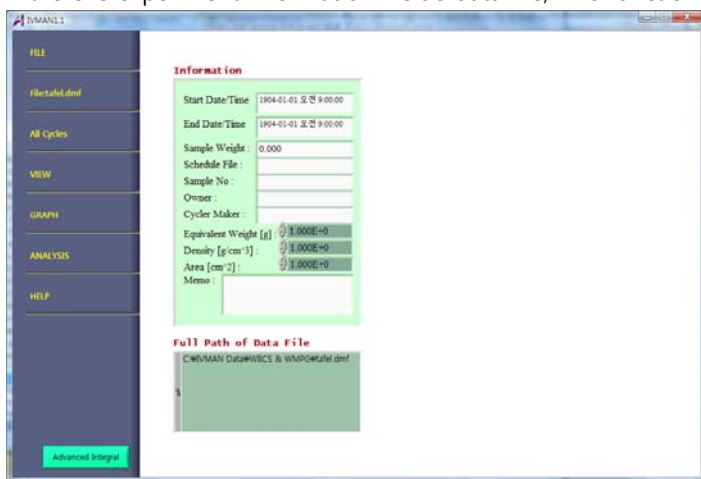 IVMAN1.1
FILE
File:tafel.dmf
All Cycles
VIEW
GRAPH
ANALYSIS
HELP
Advanced Integral
Information
Start Date/Time 1904-01-01 오전 9:00:00
End Date/Time 1904-01-01 오전 9:00:00
Sample Weight : 0.000
Schedule File :
Sample No :
Owner :
Cycler Maker :
Equivalent Weight [g] : 1.000E+0
Density [g/cm^3] : 1.000E+0
Area [cm^2] : 1.000E+0
Memo :
Full Path of Data File
C:₩IVMAN Data₩WBCS & WMPG₩tafel.dmf